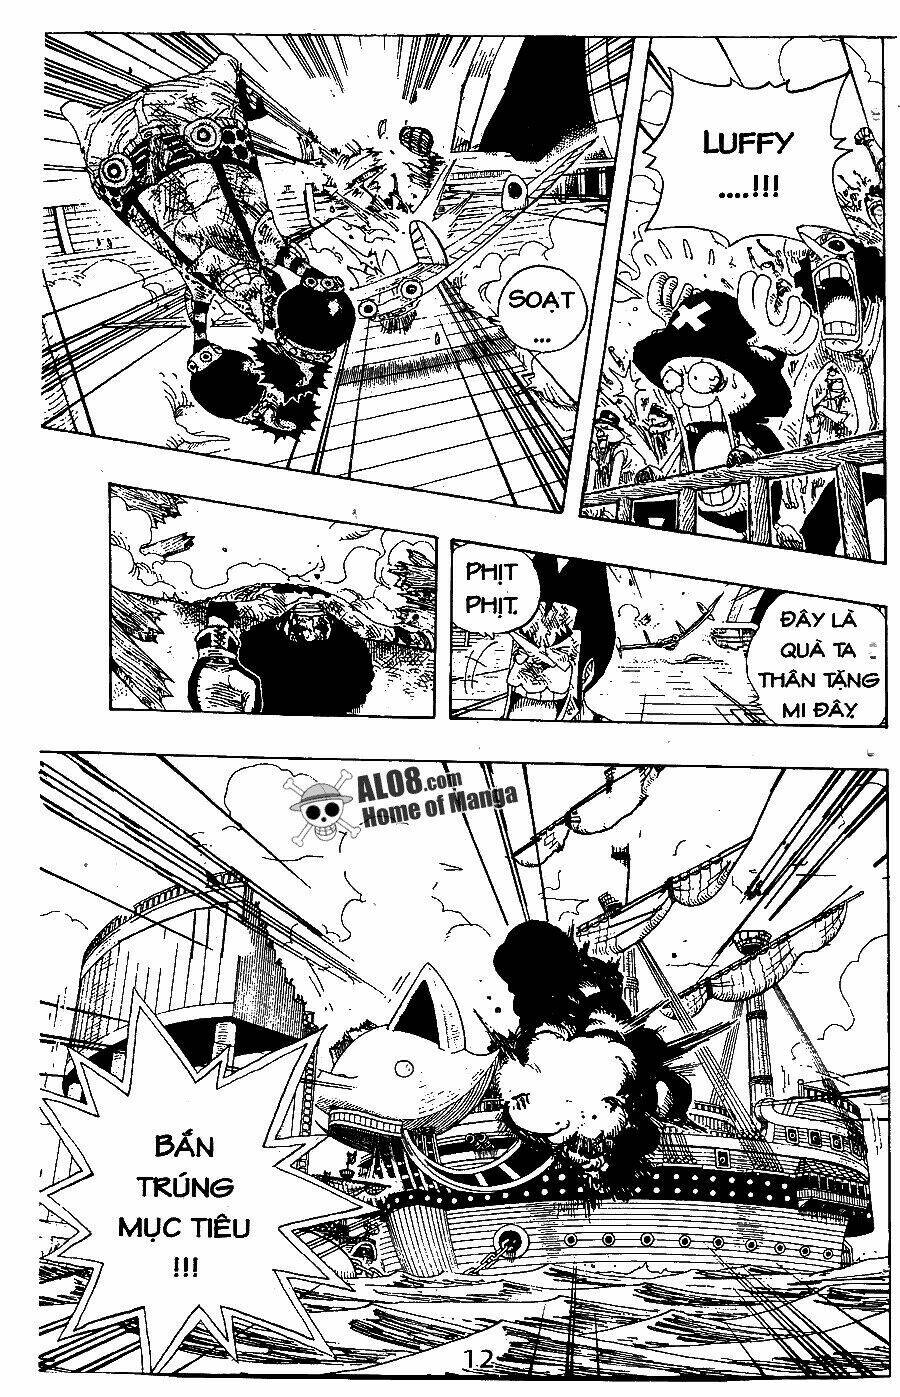 LUFFY
....!!!
SOẠT
...
ĐÂY LÀ
QUÀ TA
THÂN TẶNG
MI ĐÂY.
PHỊT
PHỊT.
ALO8.com
Home of Manga
BẮN
TRÚNG
MỤC TIÊU
!!!
12